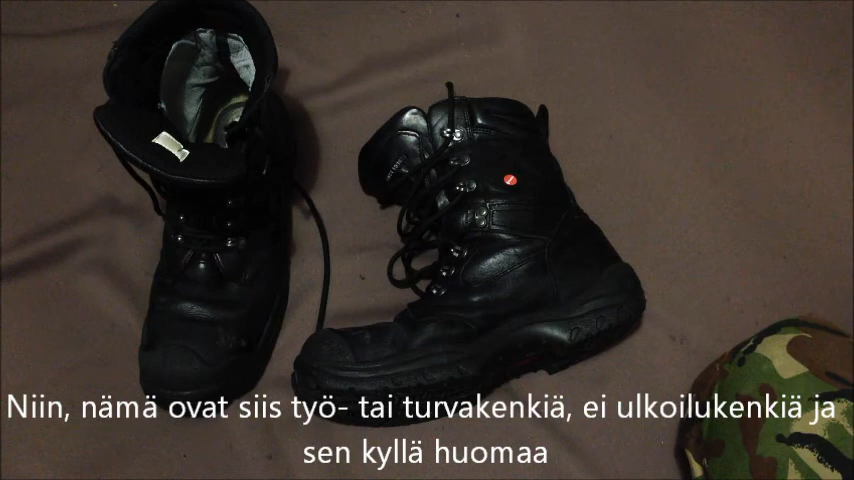 Niin, nämä ovat siis työ- tai turvakenkiä, ei ulkoilukenkiä ja
sen kyllä huomaa